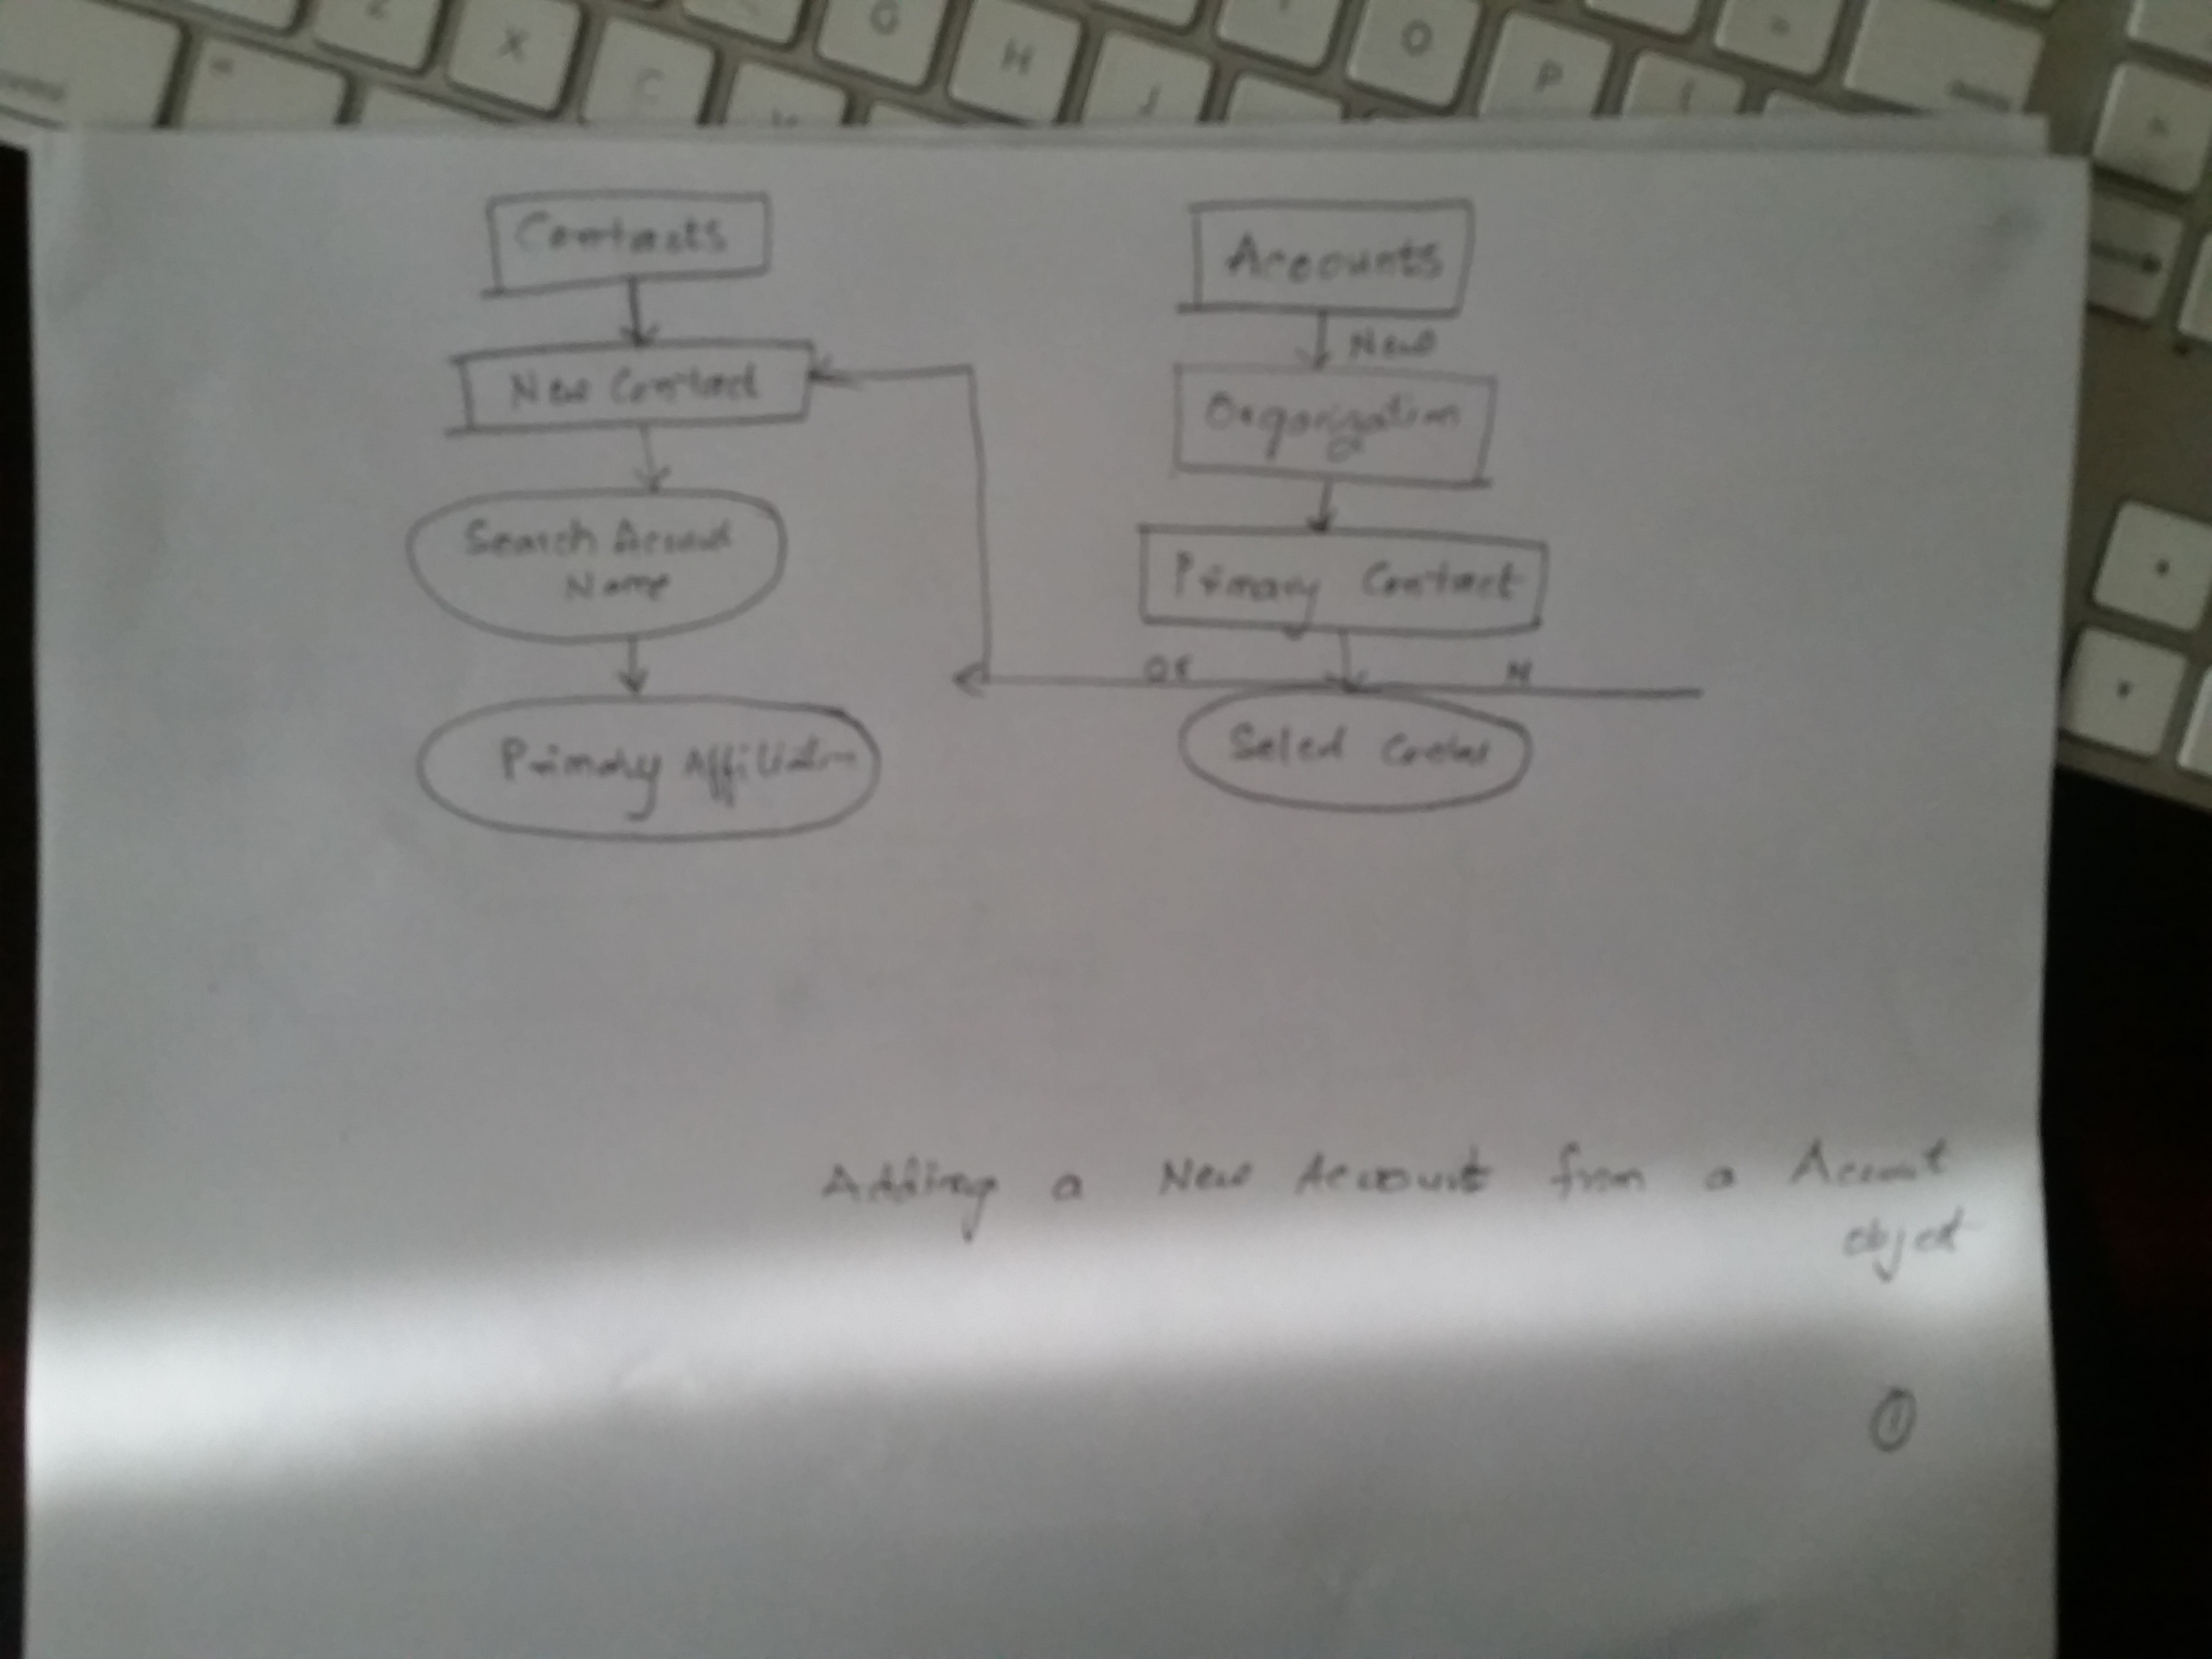 Contacts
New Contact
Search Account
Name
Primary Affiliation
Accounts
New
Organization
Primary Contact
OR
Select
Adding a New Account from a Account
object
1
Z
X
C
G
H
J
O
P